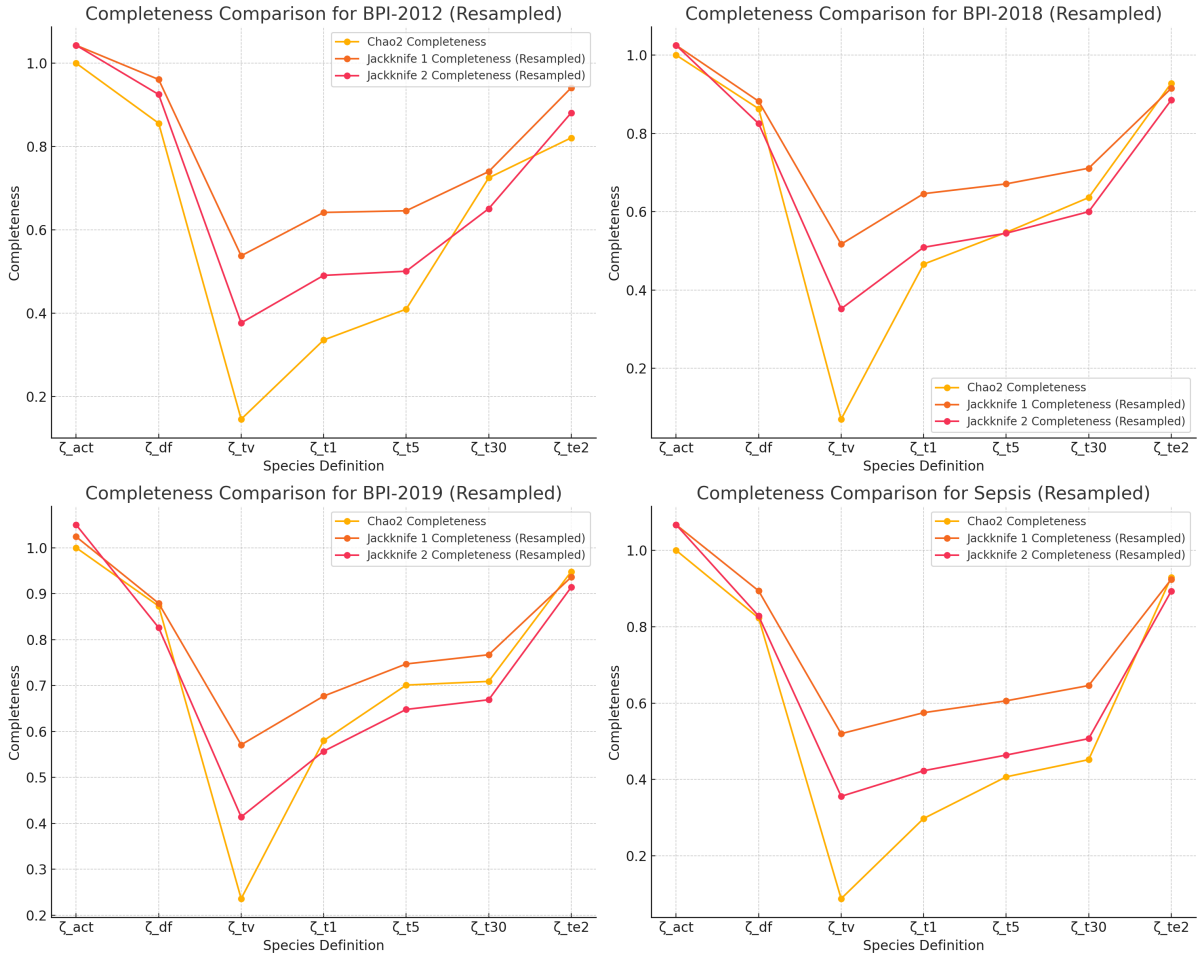 Completeness Comparison for BPI-2012 (Resampled)
Chao2 Completeness
Jackknife 1 Completeness (Resampled)
Jackknife 2 Completeness (Resampled)
Completeness
1.0
0.8
0.6
0.4
0.2
ζ_act ζ_df ζ_tv ζ_t1 ζ_t5 ζ_t30 ζ_te2
Species Definition
Completeness Comparison for BPI-2018 (Resampled)
Completeness
1.0
0.8
0.6
0.4
0.2
Chao2 Completeness
Jackknife 1 Completeness (Resampled)
Jackknife 2 Completeness (Resampled)
ζ_act ζ_df ζ_tv ζ_t1 ζ_t5 ζ_t30 ζ_te2
Species Definition
Completeness Comparison for BPI-2019 (Resampled)
Chao2 Completeness
Jackknife 1 Completeness (Resampled)
Jackknife 2 Completeness (Resampled)
Completeness
1.0
0.9
0.8
0.7
0.6
0.5
0.4
0.3
0.2
ζ_act ζ_df ζ_tv ζ_t1 ζ_t5 ζ_t30 ζ_te2
Species Definition
Completeness Comparison for Sepsis (Resampled)
Chao2 Completeness
Jackknife 1 Completeness (Resampled)
Jackknife 2 Completeness (Resampled)
Completeness
1.0
0.8
0.6
0.4
0.2
ζ_act ζ_df ζ_tv ζ_t1 ζ_t5 ζ_t30 ζ_te2
Species Definition